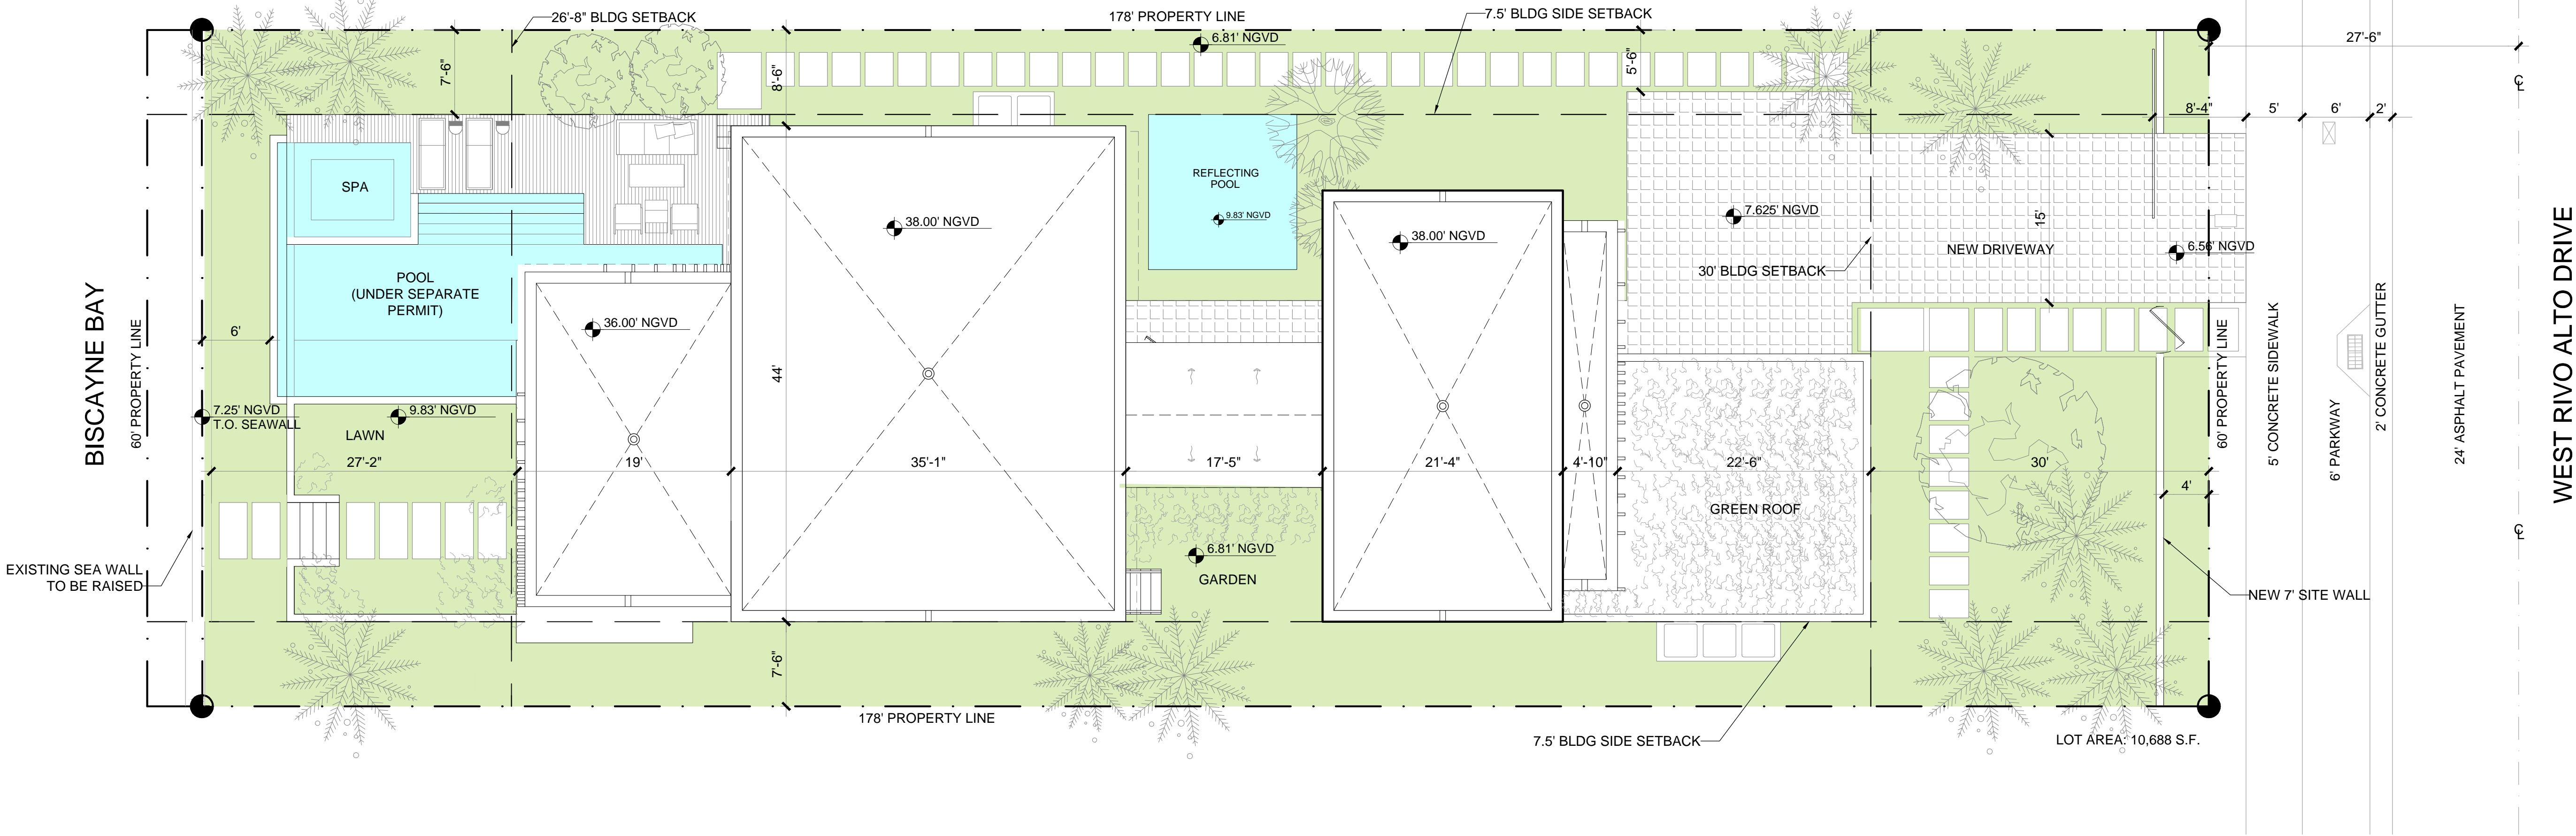 26'-8" BLDG SETBACK
178' PROPERTY LINE
7.5' BLDG SIDE SETBACK
6.81' NGVD
27'-6"
7'-6"
8'-6"
5'-6"
8'-4"
5'
6'
2'
SPA
REFLECTING
POOL
9.83' NGVD
38.00' NGVD
38.00' NGVD
7.625' NGVD
15'
NEW DRIVEWAY
6.56' NGVD
30' BLDG SETBACK
POOL
(UNDER SEPARATE
PERMIT)
36.00' NGVD
6'
44'
BISCAYNE BAY
60' PROPERTY LINE
7.25' NGVD
T.O. SEAWALL
9.83' NGVD
LAWN
27'-2"
19'
35'-1"
17'-5"
21'-4"
4'-10"
22'-6"
30'
4'
GREEN ROOF
60' PROPERTY LINE
5' CONCRETE SIDEWALK
6' PARKWAY
2' CONCRETE GUTTER
24' ASPHALT PAVEMENT
WEST RIVO ALTO DRIVE
EXISTING SEA WALL
TO BE RAISED
6.81' NGVD
GARDEN
NEW 7' SITE WALL
7'-6"
178' PROPERTY LINE
7.5' BLDG SIDE SETBACK
LOT AREA: 10,688 S.F.